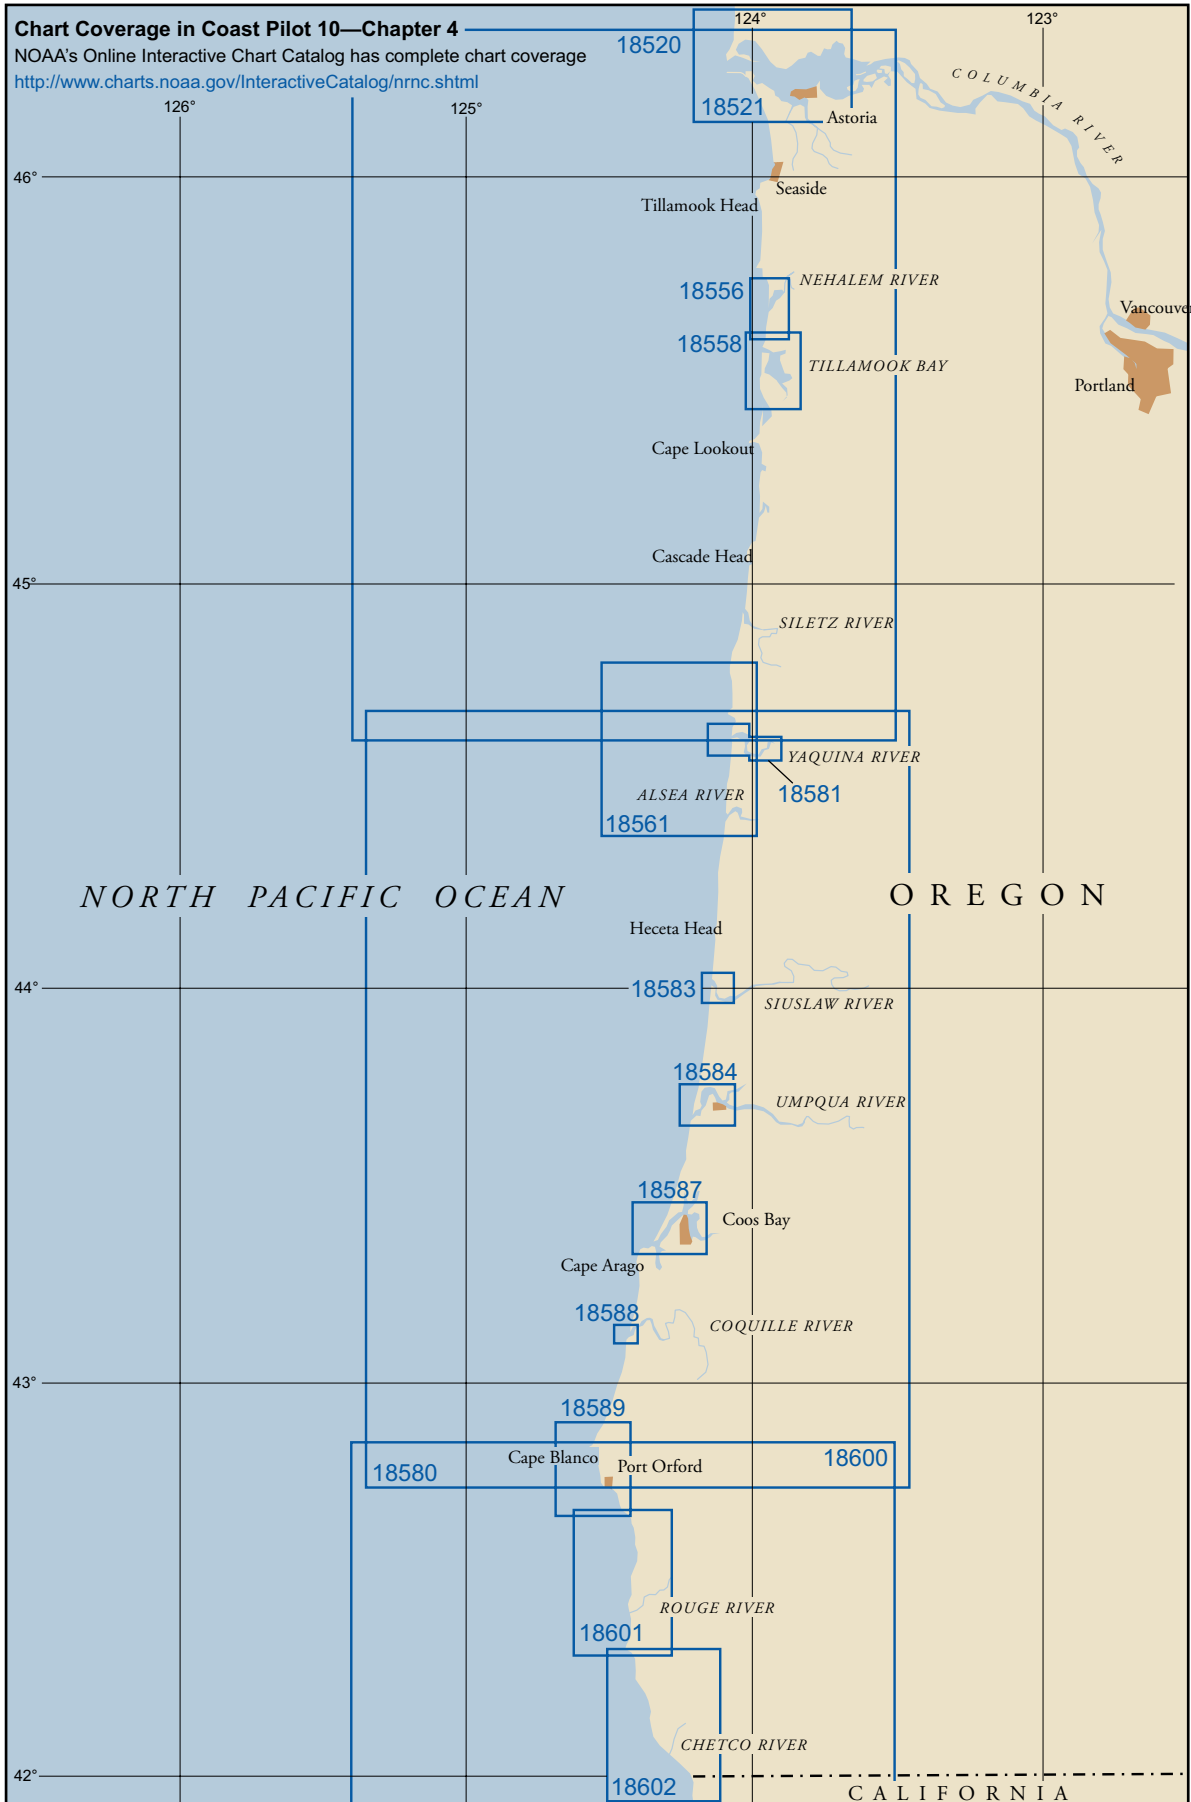 Chart Coverage in Coast Pilot 10—Chapter 4
NOAA's Online Interactive Chart Catalog has complete chart coverage
http://www.charts.noaa.gov/InteractiveCatalog/nrnc.shtml
124°
123°
126°
125°
18520
18521
COLUMBIA RIVER
Astoria
46°
Seaside
Tillamook Head
NEHALEM RIVER
18556
Vancouver
18558
TILLAMOOK BAY
Portland
Cape Lookout
Cascade Head
45°
SILETZ RIVER
YAQUINA RIVER
18581
ALSEA RIVER
18561
NORTH PACIFIC OCEAN
OREGON
Heceta Head
44°
18583
SIUSLAW RIVER
18584
UMPQUA RIVER
18587
Coos Bay
Cape Arago
18588
COQUILLE RIVER
43°
18589
Cape Blanco
Port Orford
18600
18580
ROUGE RIVER
18601
CHETCO RIVER
42°
18602
CALIFORNIA